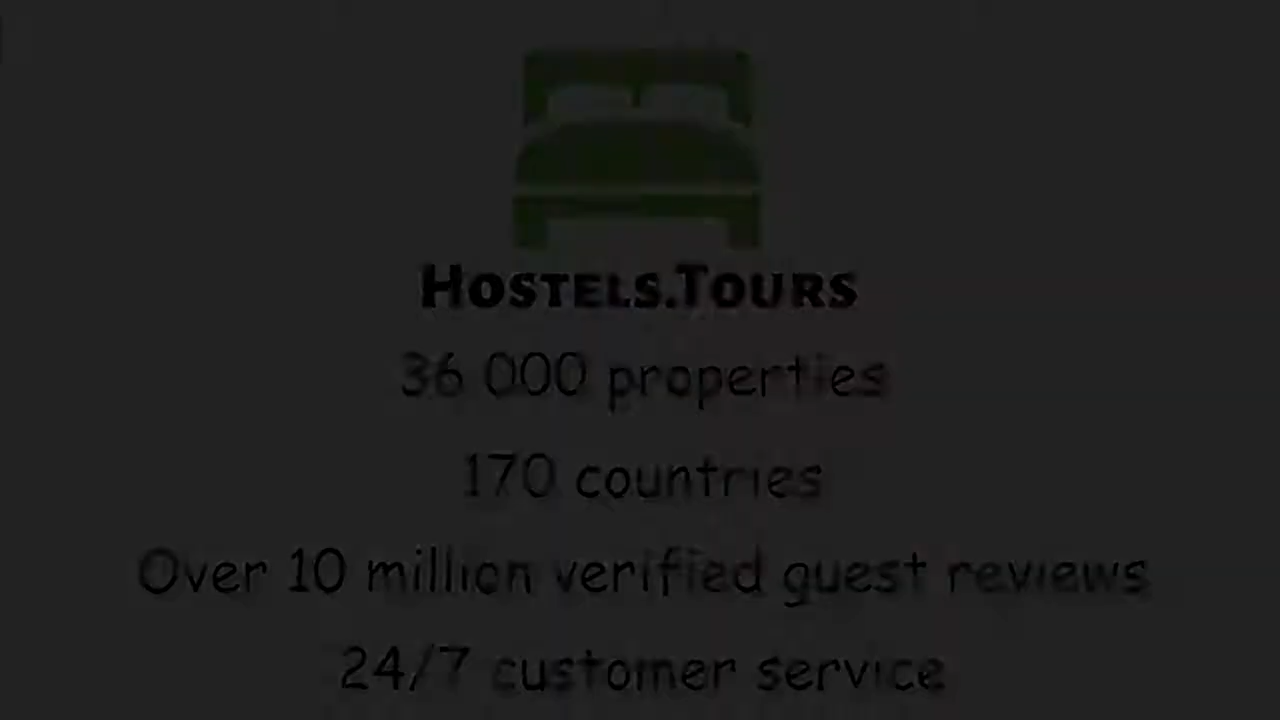 Hostels.Tours
36 000 properties
170 countries
Over 10 million verified guest reviews
24/7 customer service